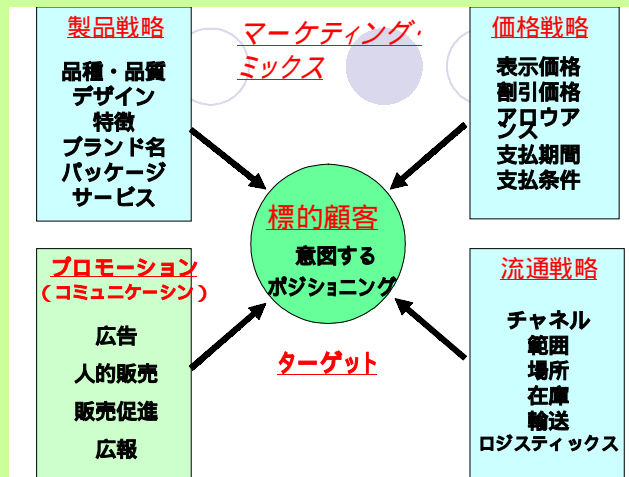 製品戦略
品種・品質
デザイン
特徴
ブランド名
パッケージ
サービス
マーケティング・
ミックス
価格戦略
表示価格
割引価格
アロウア
ンス
支払期間
支払条件
標的顧客
意図する
ポジショニング
ターゲット
プロモーション
(コミュニケーシン)
広告
人的販売
販売促進
広報
流通戦略
チャネル
範囲
場所
在庫
輸送
ロジスティックス